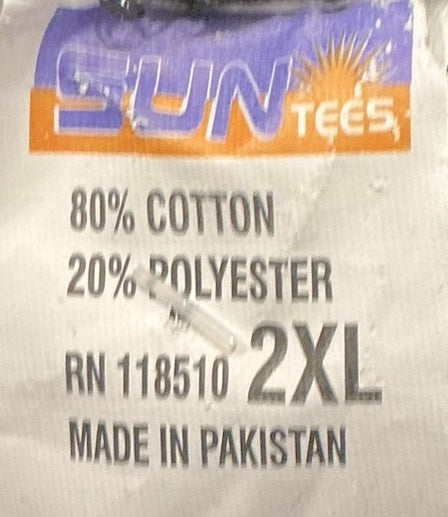 SUN
TEES
80% COTTON
20% POLYESTER
RN 118510 2XL
MADE IN PAKISTAN